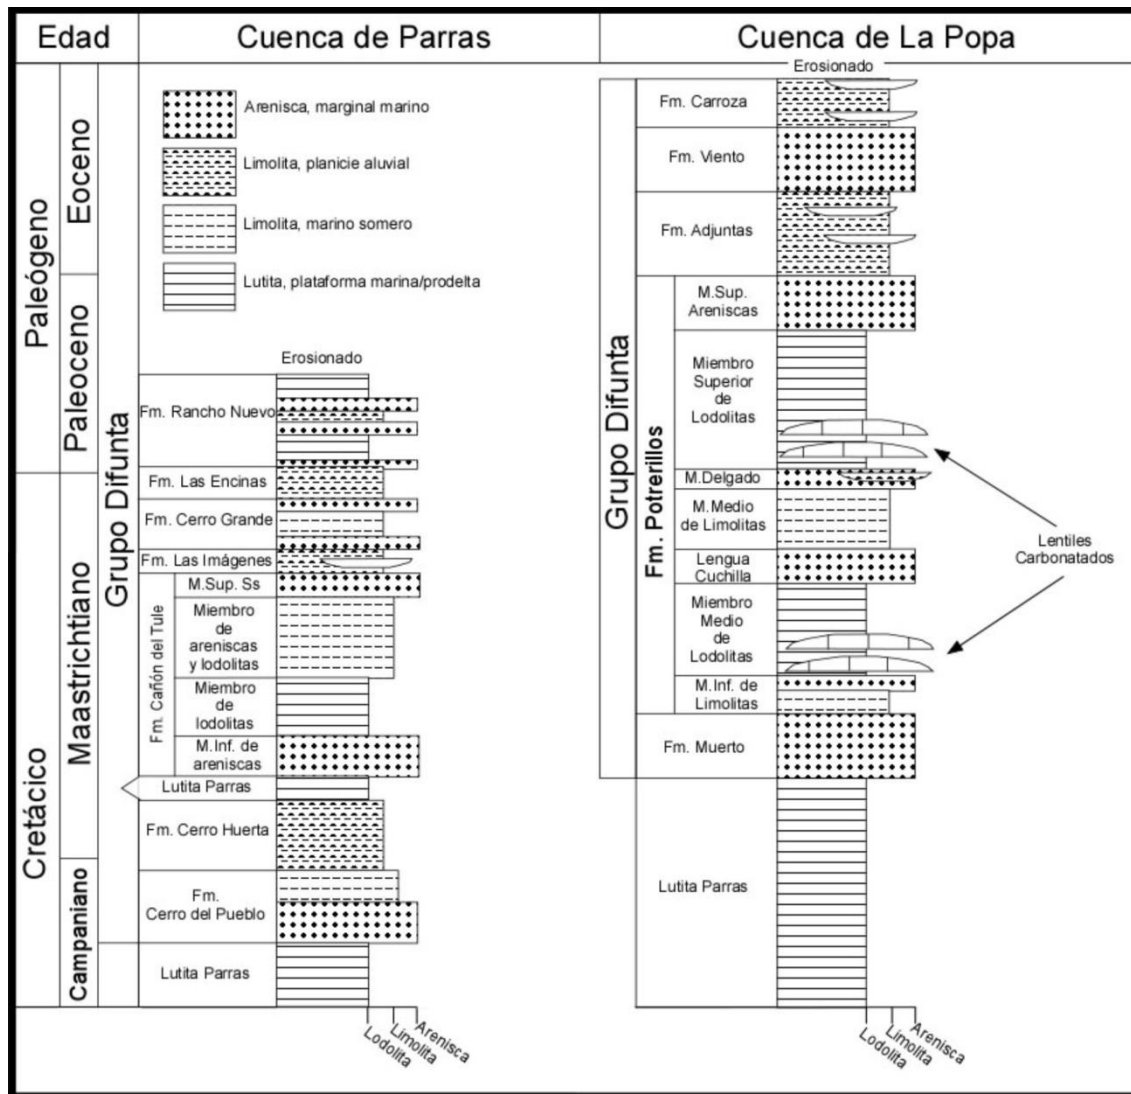 Edad
Cuenca de Parras
Cuenca de La Popa
Paleógeno
Cretácico
Eoceno
Paleoceno
Maastrichtiano
Campaniano
Arenisca, marginal marino
Limolita, planicie aluvial
Limolita, marino somero
Lutita, plataforma marina/prodelta
Grupo Difunta
Erosionado
Fm. Rancho Nuevo
Fm. Las Encinas
Fm. Cerro Grande
Fm. Las Imágenes
Fm. Cañón del Tule
M.Sup. Ss
Miembro
de
areniscas
y lodolitas
Miembro
de
lodolitas
M.Inf. de
areniscas
Lutita Parras
Fm. Cerro Huerta
Fm.
Cerro del Pueblo
Lutita Parras
Lodolita
Limolita
Arenisca
Erosionado
Grupo Difunta
Fm. Carroza
Fm. Viento
Fm. Adjuntas
Fm. Potrerillos
M.Sup.
Areniscas
Miembro
Superior
de
Lodolitas
M.Delgado
M.Medio
de Limolitas
Lengua
Cuchilla
Miembro
Medio
de
Lodolitas
M.Inf. de
Limolitas
Fm. Muerto
Lutita Parras
Lentiles
Carbonatados
Lodolita
Limolita
Arenisca